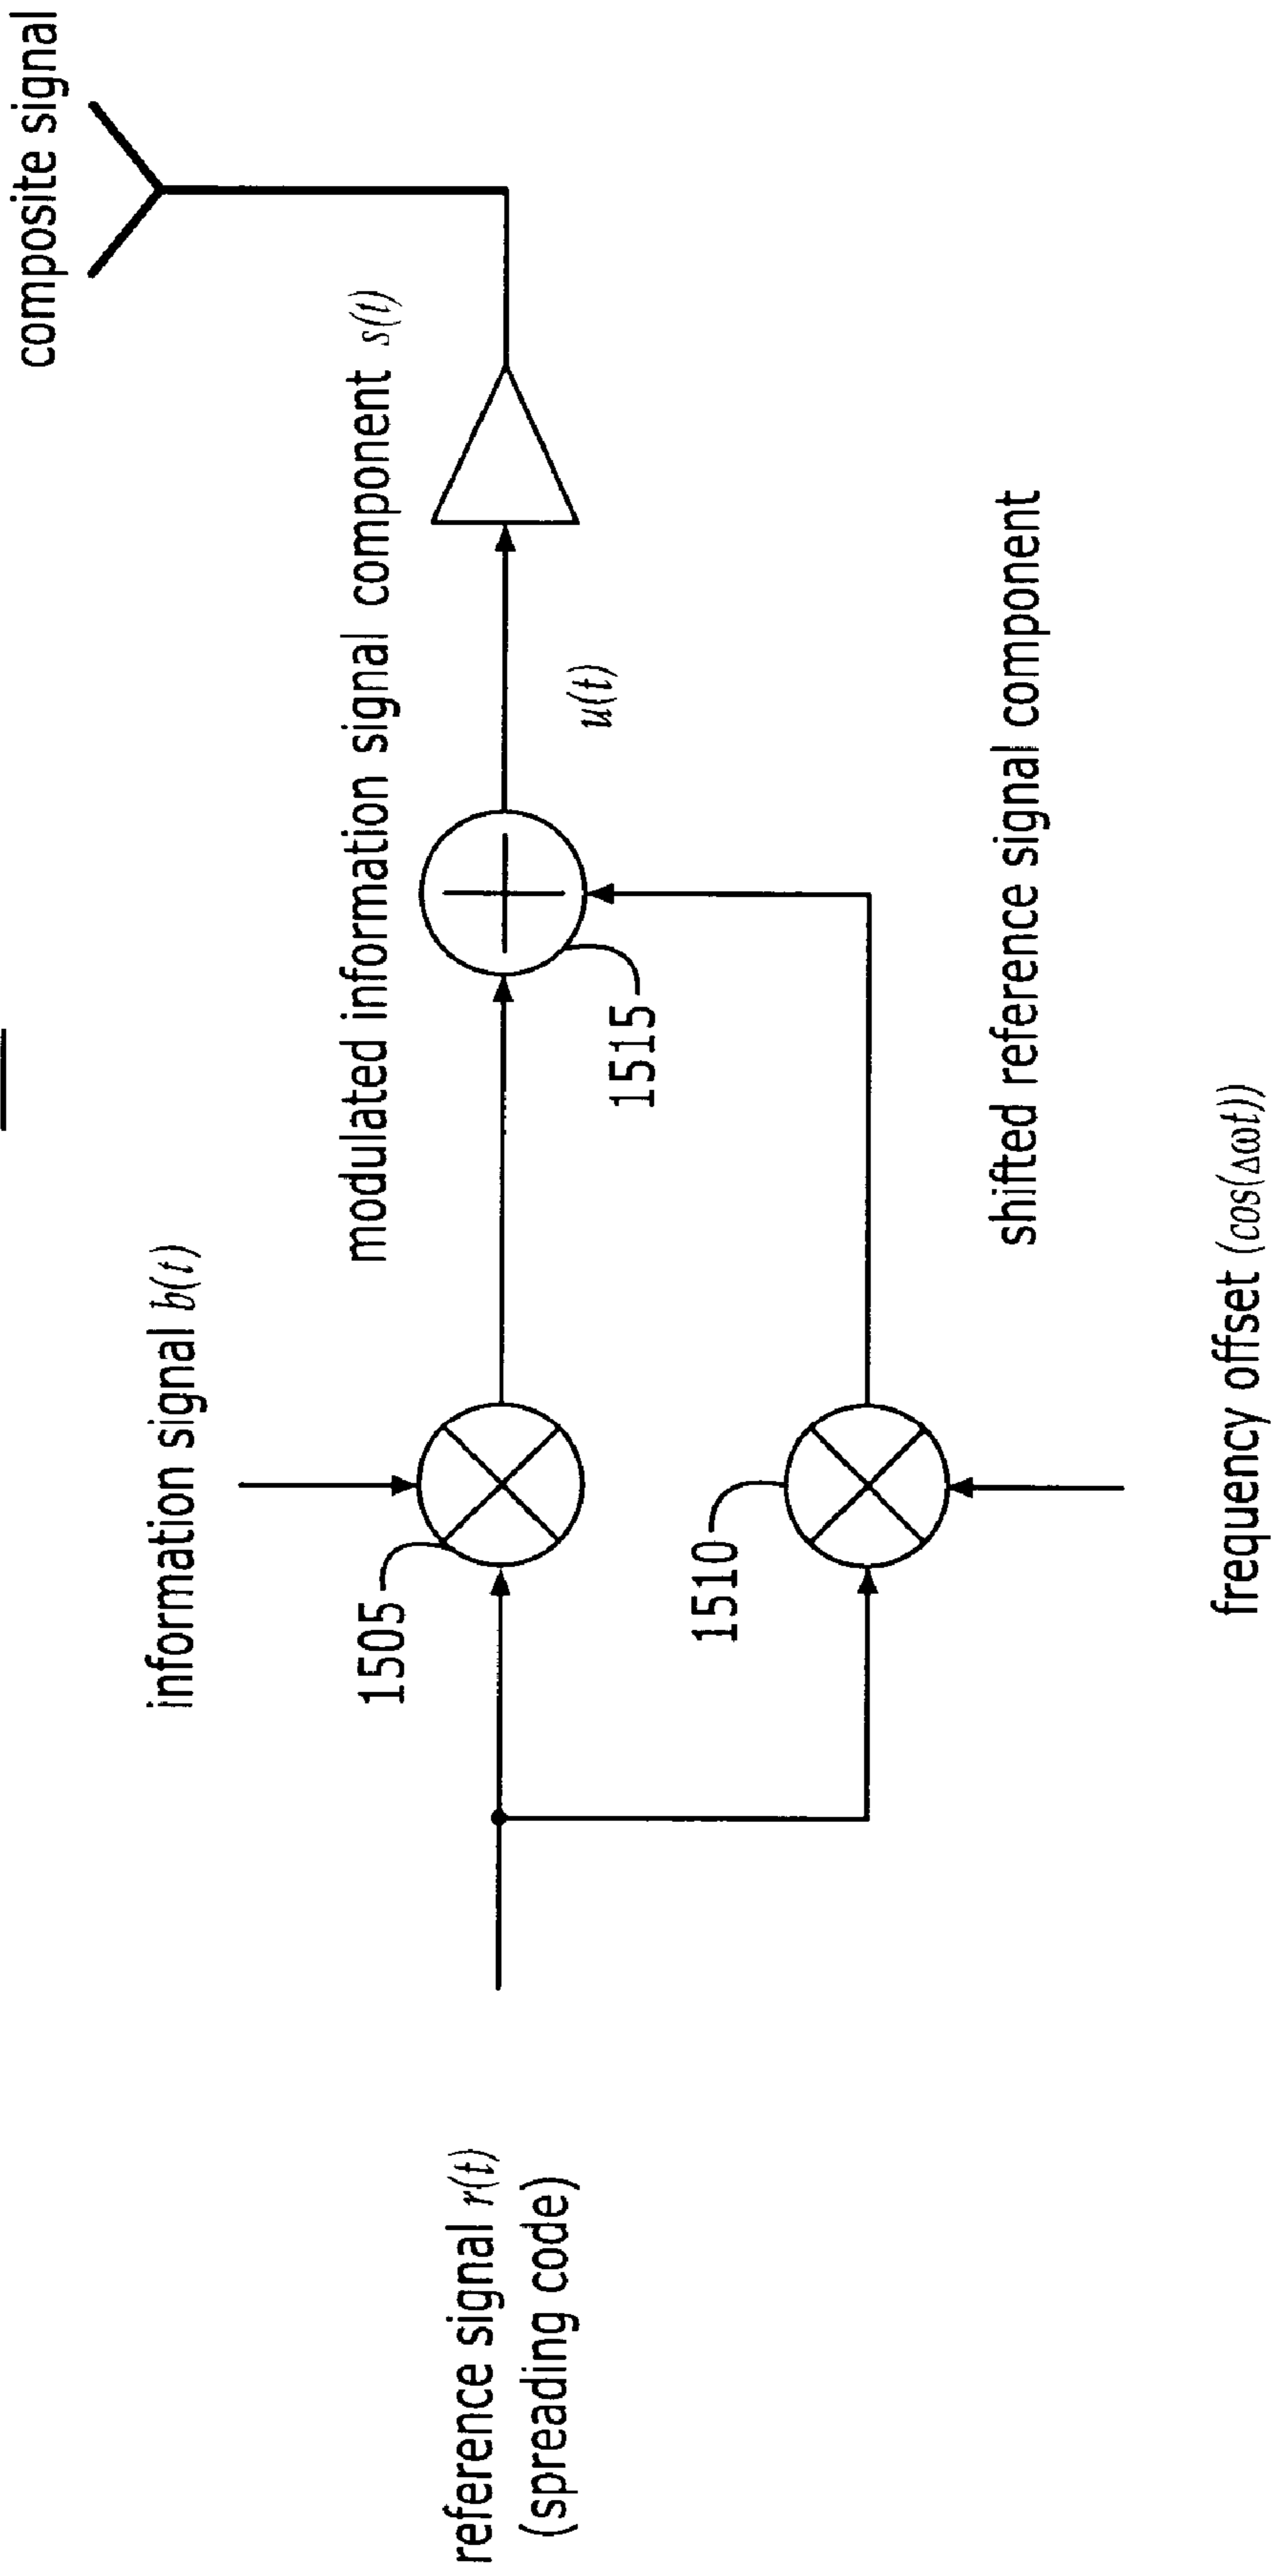 composite signal
information signal b(t)
modulated information signal component s(t)
1505
u(t)
1515
reference signal r(t)
(spreading code)
1510
shifted reference signal component
frequency offset (cos(Δωt))